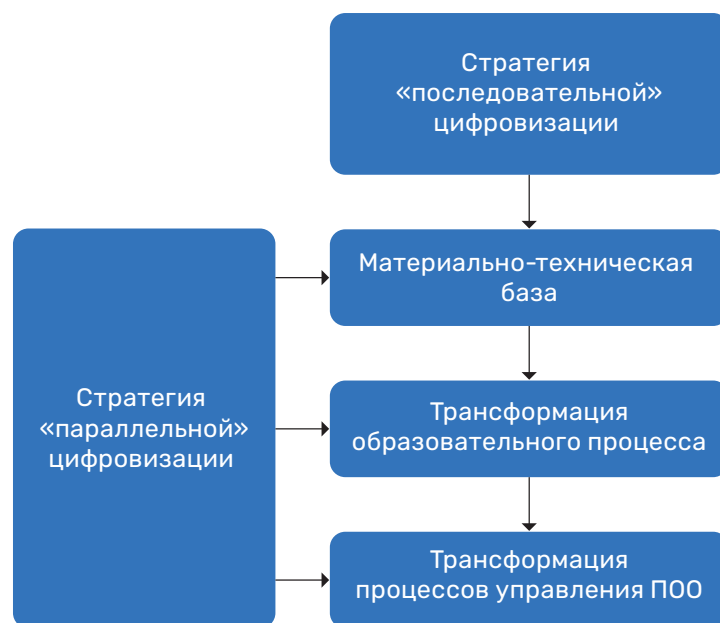 Стратегия
«последовательной»
цифровизации
Материально-техническая
база
Стратегия
«параллельной»
цифровизации
Трансформация
образовательного процесса
Трансформация
процессов управления ПОО